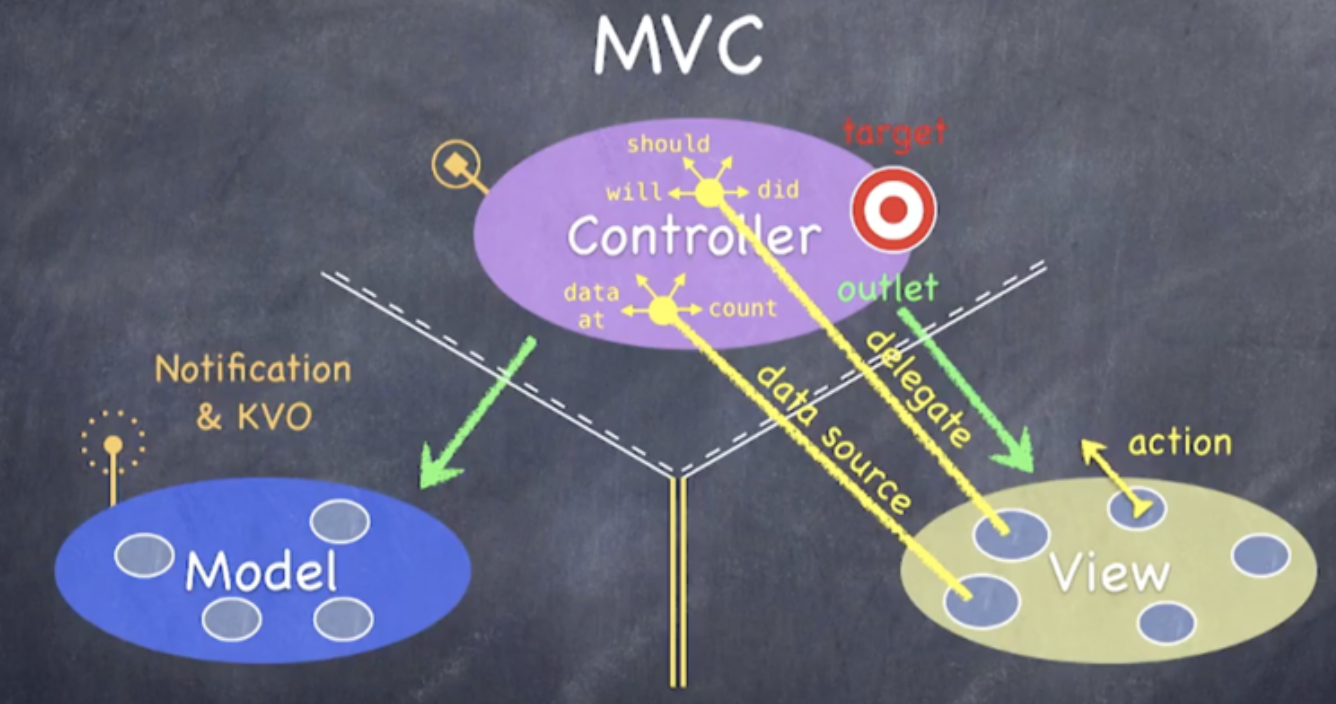 MVC
should
target
will
did
Controller
data
at
count
outlet
delegate
data source
Notification
& KVO
action
Model
View